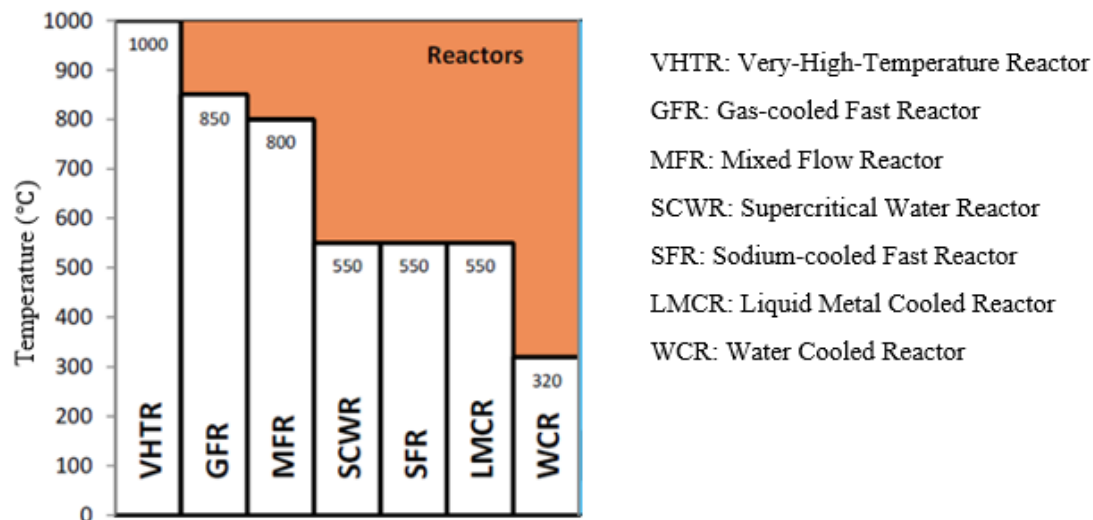 1000
900
800
700
600
500
400
300
200
100
0
Temperature (°C)
Reactors
1000
850
800
550
550
550
320
VHTR
GFR
MFR
SCWR
SFR
LMCR
WCR
VHTR: Very-High-Temperature Reactor
GFR: Gas-cooled Fast Reactor
MFR: Mixed Flow Reactor
SCWR: Supercritical Water Reactor
SFR: Sodium-cooled Fast Reactor
LMCR: Liquid Metal Cooled Reactor
WCR: Water Cooled Reactor